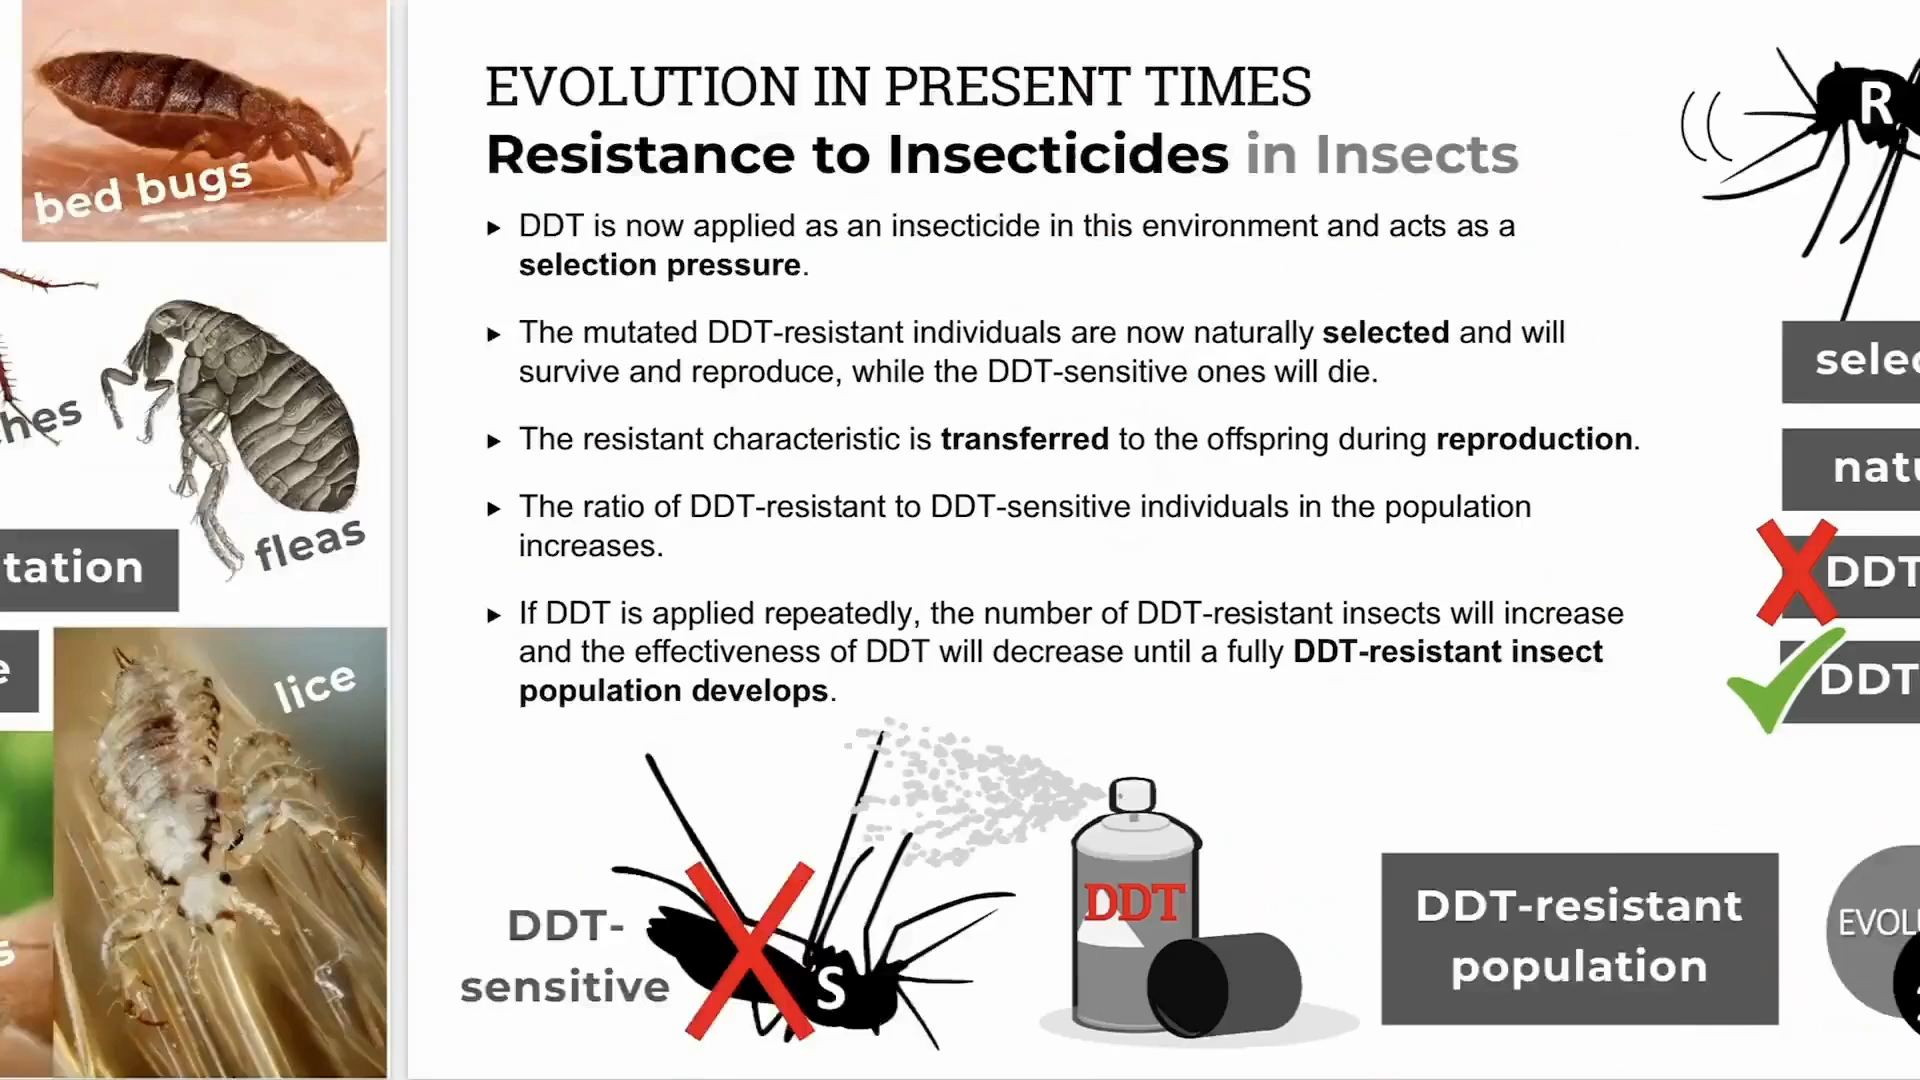 bed bugs
fleas
lice
EVOLUTION IN PRESENT TIMES
Resistance to Insecticides in Insects
DDT is now applied as an insecticide in this environment and acts as a
selection pressure.
The mutated DDT-resistant individuals are now naturally selected and will
survive and reproduce, while the DDT-sensitive ones will die.
The resistant characteristic is transferred to the offspring during reproduction.
The ratio of DDT-resistant to DDT-sensitive individuals in the population
increases.
If DDT is applied repeatedly, the number of DDT-resistant insects will increase
and the effectiveness of DDT will decrease until a fully DDT-resistant insect
population develops.
DDT-
sensitive
S
DDT
DDT-resistant
population
R
DDT
DDT